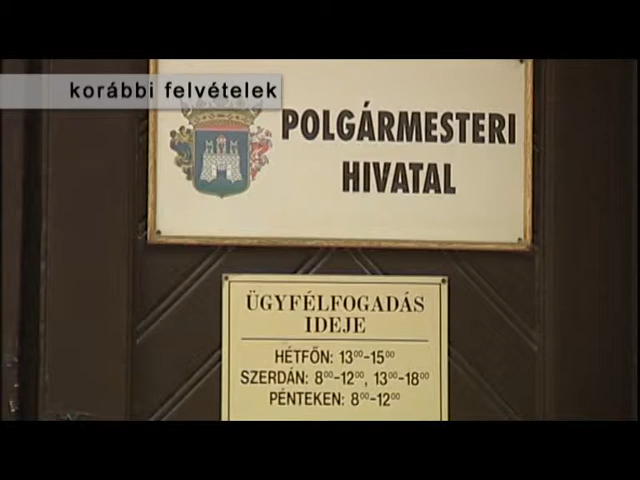 korábbi felvételek
POLGÁRMESTERI
HIVATAL
ÜGYFÉLFOGADÁS
IDEJE
HÉTFŐN: 13⁰⁰-15⁰⁰
SZERDÁN: 8⁰⁰-12⁰⁰, 13⁰⁰-18⁰⁰
PÉNTEKEN: 8⁰⁰-12⁰⁰